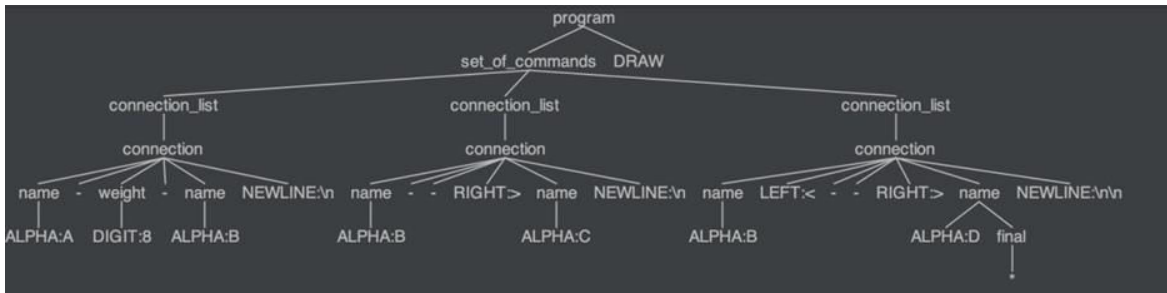 program
set_of_commands DRAW
connection_list connection_list connection_list
connection connection connection
name - weight - name NEWLINE:\n name - - RIGHT:> name NEWLINE:\n name LEFT:< - - RIGHT:> name NEWLINE:\n\n
ALPHA:A DIGIT:8 ALPHA:B ALPHA:B ALPHA:C ALPHA:B ALPHA:D final
*